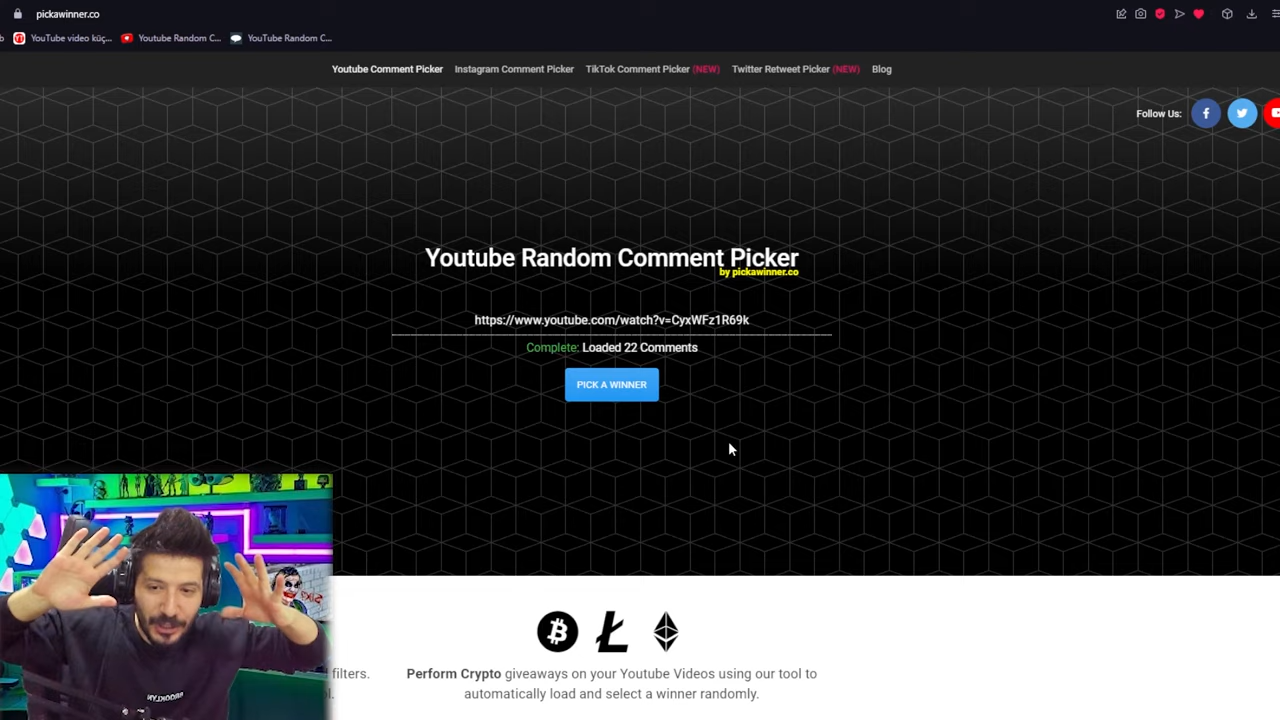 pickawinner.co
YouTube video küç...
Youtube Random C...
YouTube Random C...
Youtube Comment Picker
Instagram Comment Picker
TikTok Comment Picker (NEW)
Twitter Retweet Picker (NEW)
Blog
Follow Us:
Youtube Random Comment Picker
by pickawinner.co
https://www.youtube.com/watch?v=CyxWFz1R69k
Complete: Loaded 22 Comments
PICK A WINNER
filters.
Perform Crypto giveaways on your Youtube Videos using our tool to
automatically load and select a winner randomly.